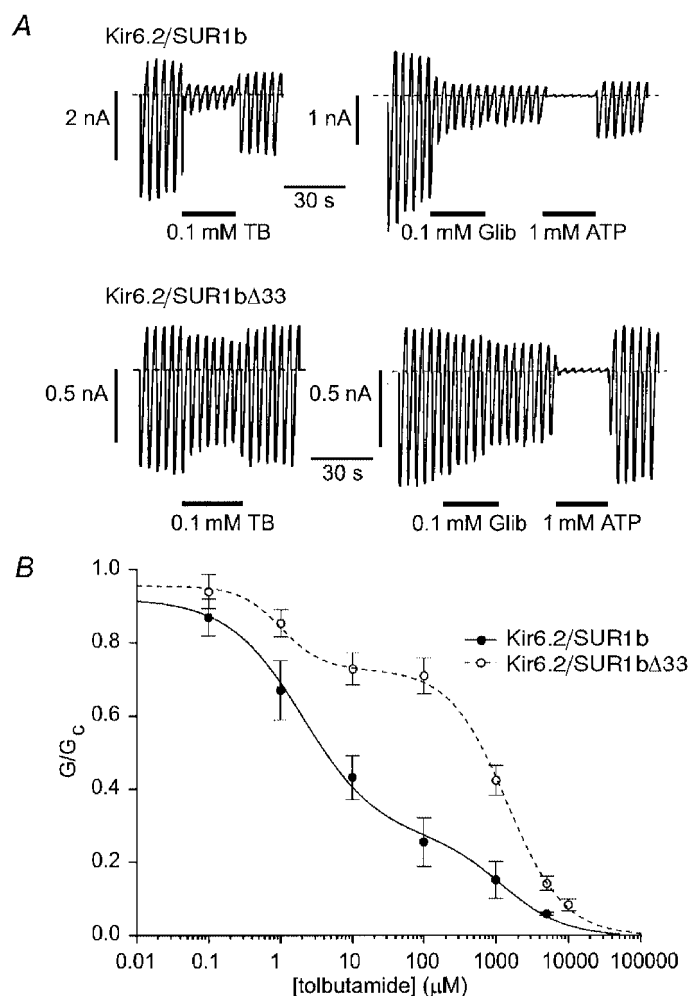 A
Kir6.2/SUR1b
2 nA
1 nA
30 s
0.1 mM TB
0.1 mM Glib
1 mM ATP
Kir6.2/SUR1bΔ33
0.5 nA
0.5 nA
30 s
0.1 mM TB
0.1 mM Glib
1 mM ATP
B
1.0
0.8
0.6
0.4
0.2
0.0
G/GC
Kir6.2/SUR1b
Kir6.2/SUR1bΔ33
0.01
0.1
1
10
100
1000
10000
100000
[tolbutamide] (μM)